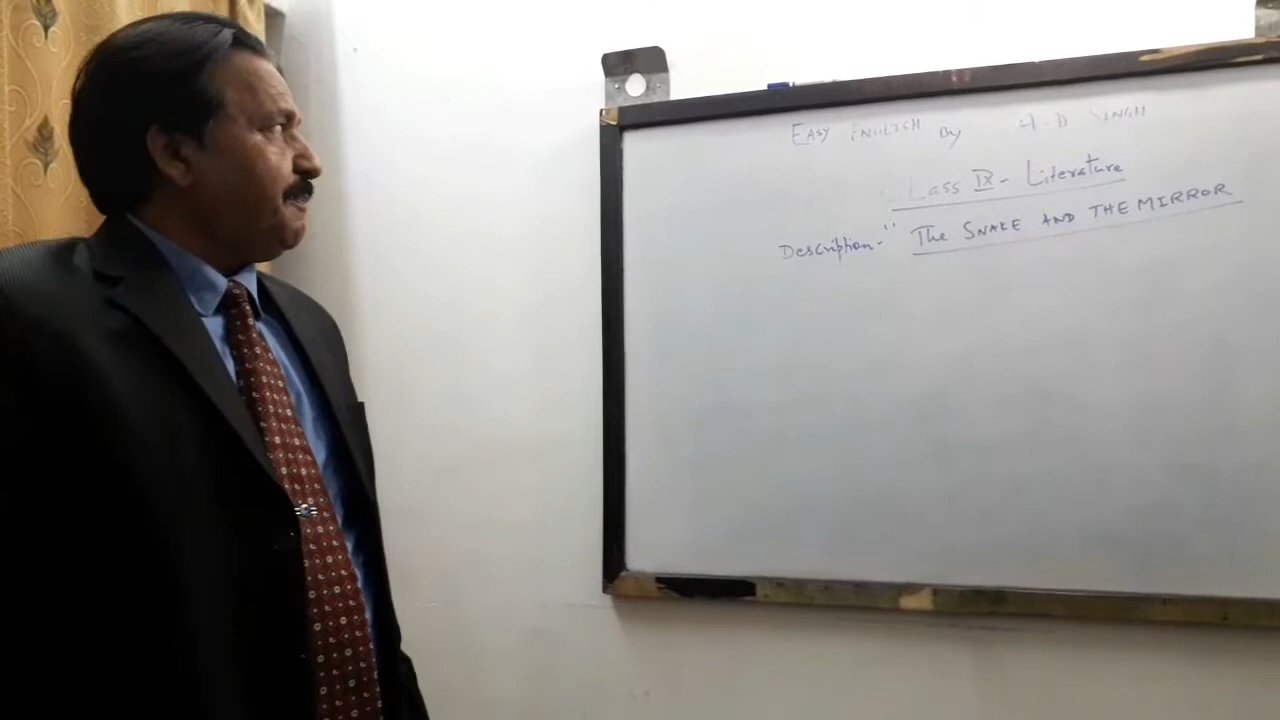 EASY ENGLISH By A.D SINGH
Class IX - Literature
Description - " The SNAKE AND THE MIRROR